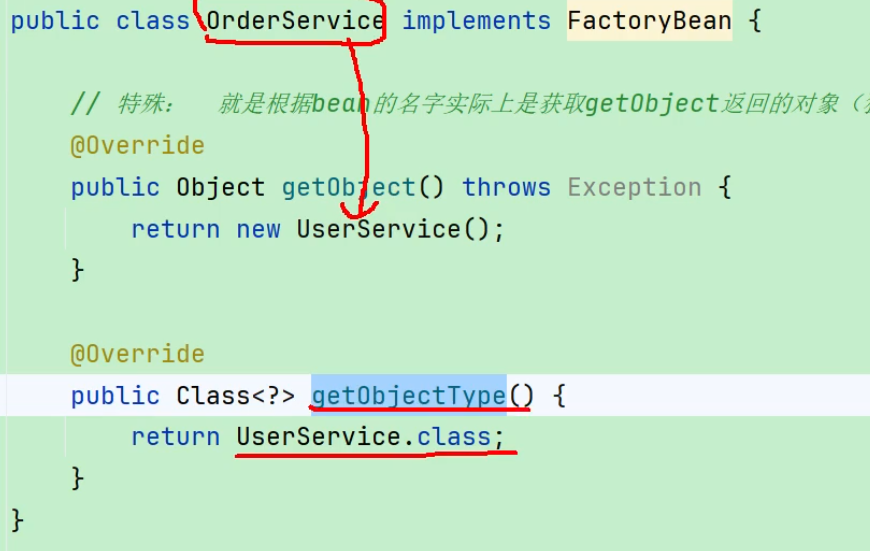 public class OrderService implements FactoryBean {
// 特殊： 就是根据bean的名字实际上是获取getObject返回的对象（
@Override
public Object getObject() throws Exception {
return new UserService();
}
@Override
public Class<?> getObjectType() {
return UserService.class;
}
}